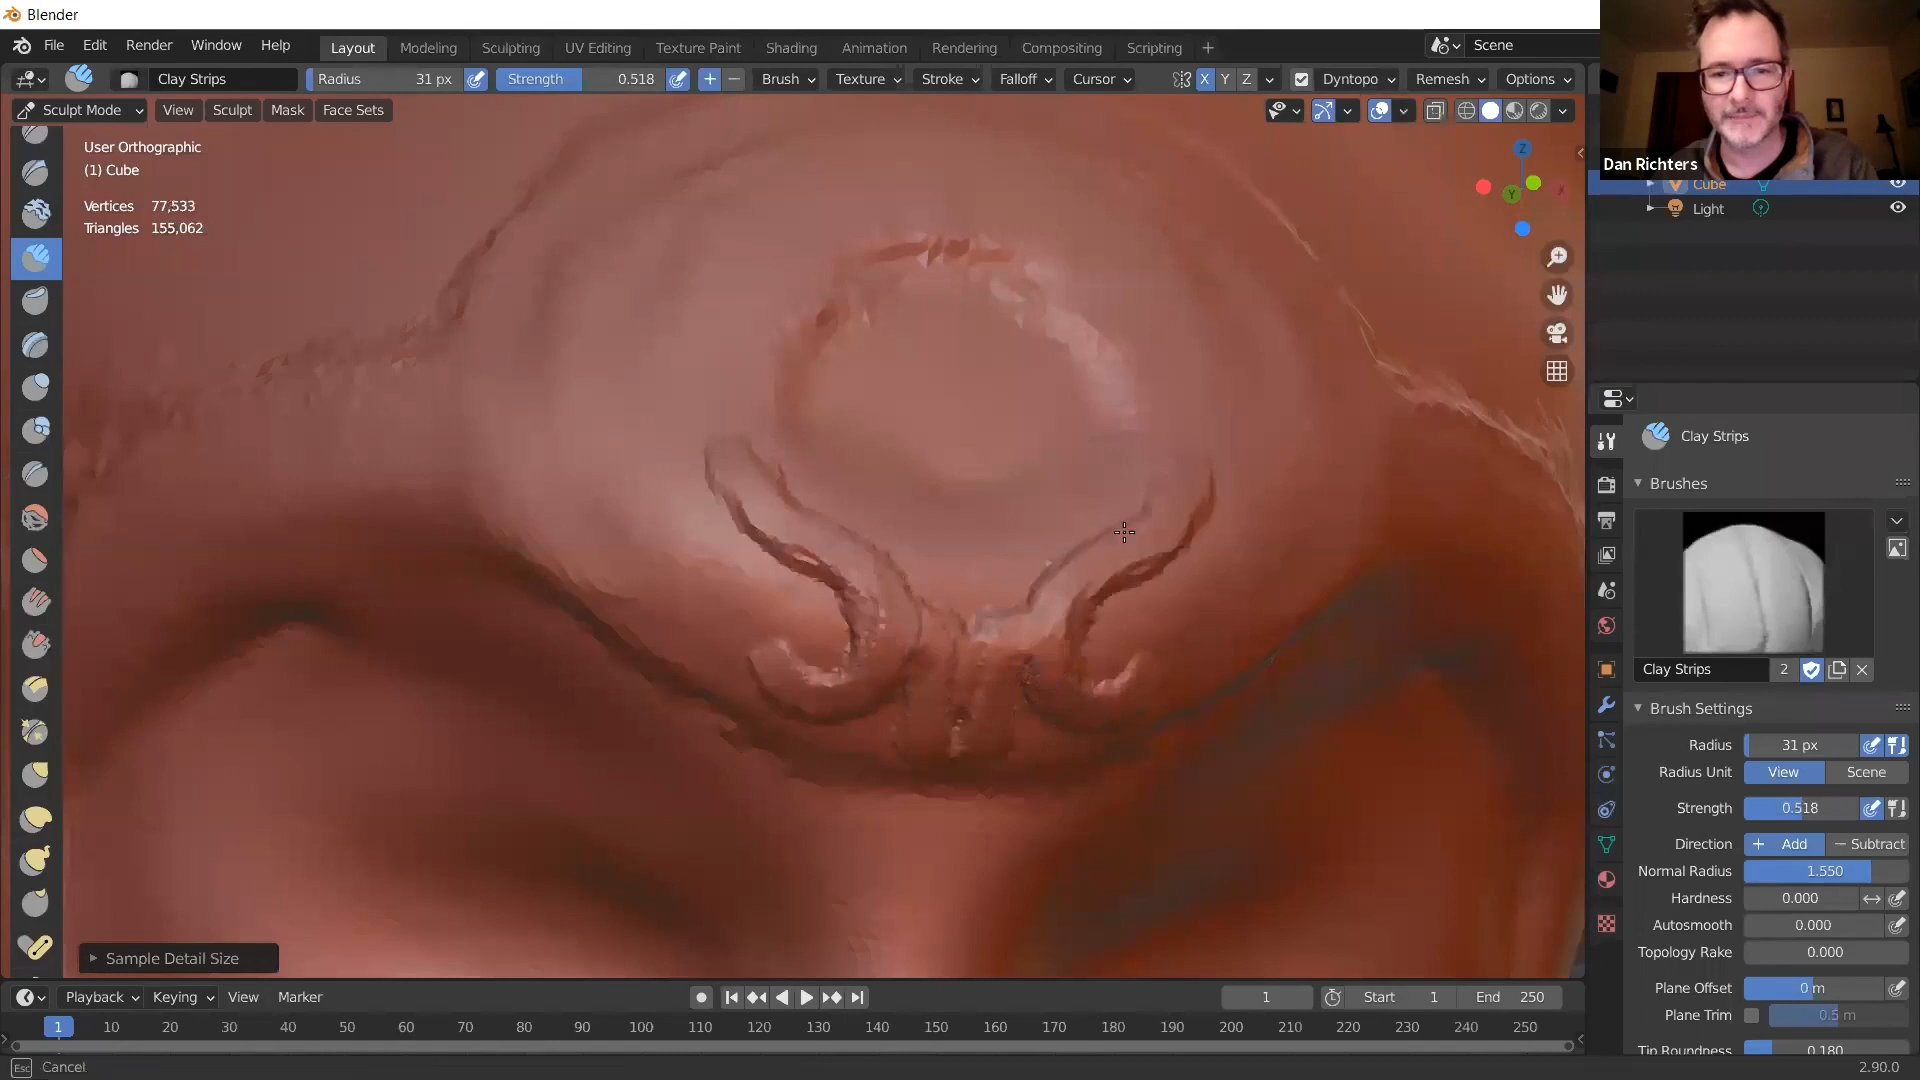 Blender
File Edit Render Window Help Layout Modeling Sculpting UV Editing Texture Paint Shading Animation Rendering Compositing Scripting + Scene
Clay Strips Radius 31 px Strength 0.518 + − Brush Texture Stroke Falloff Cursor X Y Z Dyntopo Remesh Options
Sculpt Mode View Sculpt Mask Face Sets
User Orthographic
(1) Cube
Vertices 77,533
Triangles 155,062
Z
Y
X
Dan Richters
Cube
Light
Clay Strips
Brushes
Clay Strips 2
Brush Settings
Radius 31 px
Radius Unit View Scene
Strength 0.518
Direction + Add − Subtract
Normal Radius 1.550
Hardness 0.000
Autosmooth 0.000
Topology Rake 0.000
Plane Offset 0 m
Plane Trim 0.5 m
Tip Roundness 0.180
Sample Detail Size
Playback Keying View Marker 1 Start 1 End 250
1 10 20 30 40 50 60 70 80 90 100 110 120 130 140 150 160 170 180 190 200 210 220 230 240 250
Esc Cancel 2.90.0